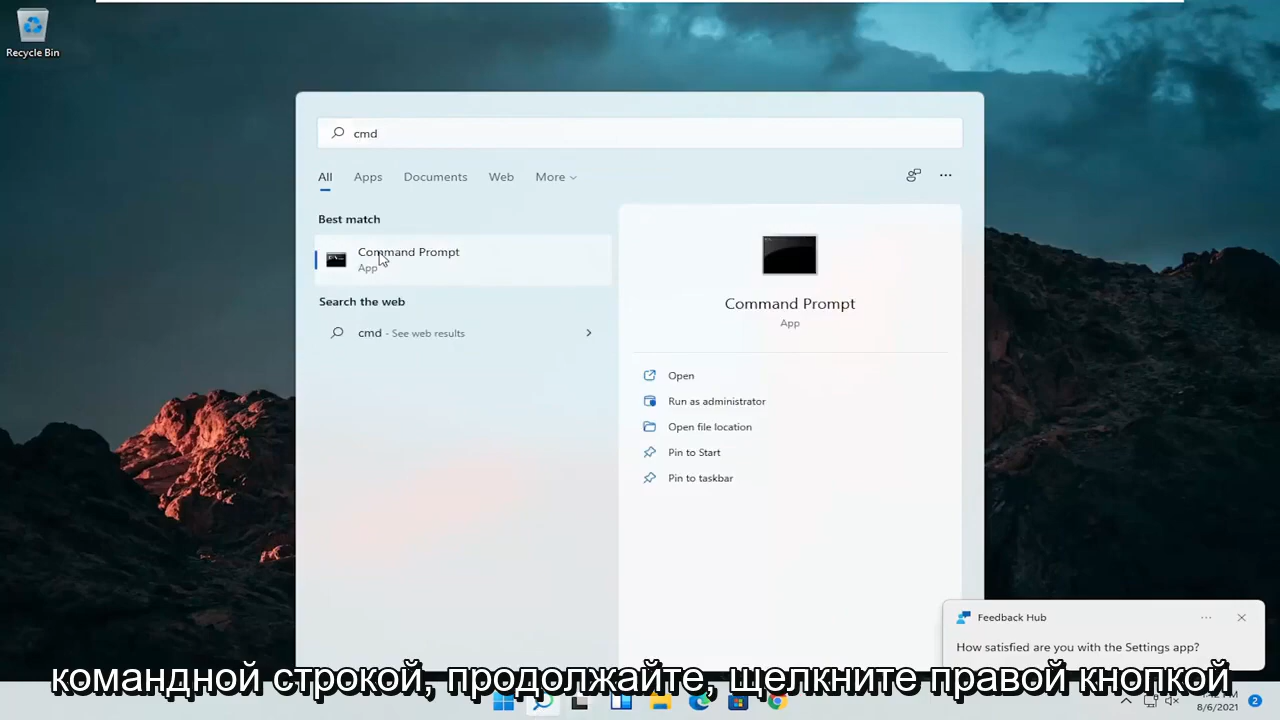 Recycle Bin
cmd
All Apps Documents Web More
Best match
Command Prompt
App
Search the web
cmd - See web results
Command Prompt
App
Open
Run as administrator
Open file location
Pin to Start
Pin to taskbar
Feedback Hub
How satisfied are you with the Settings app?
командной строкой, продолжайте, щелкните правой кнопкой
8/6/2021
2